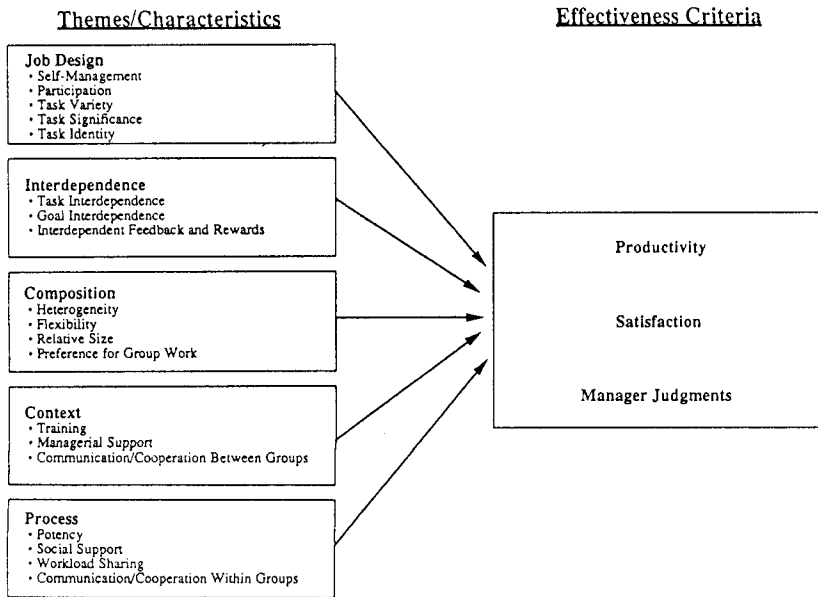 Themes/Characteristics
Job Design
• Self-Management
• Participation
• Task Variety
• Task Significance
• Task Identity
Interdependence
• Task Interdependence
• Goal Interdependence
• Interdependent Feedback and Rewards
Composition
• Heterogeneity
• Flexibility
• Relative Size
• Preference for Group Work
Context
• Training
• Managerial Support
• Communication/Cooperation Between Groups
Process
• Potency
• Social Support
• Workload Sharing
• Communication/Cooperation Within Groups
Effectiveness Criteria
Productivity
Satisfaction
Manager Judgments